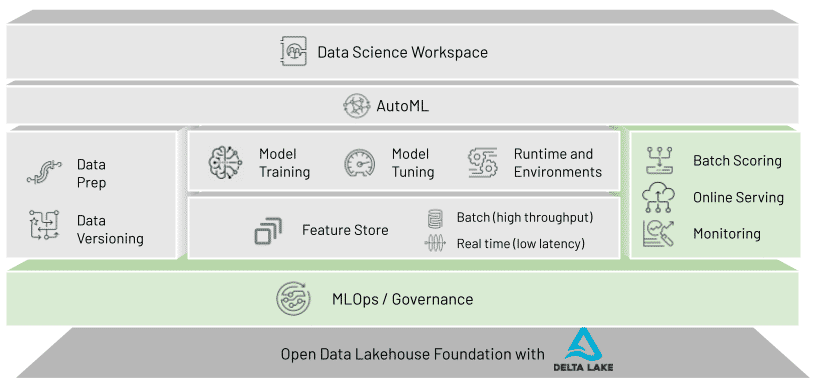 Data Science Workspace
AutoML
Data
Prep
Data
Versioning
Model
Training
Model
Tuning
Runtime and
Environments
Feature Store
Batch (high throughput)
Real time (low latency)
Batch Scoring
Online Serving
Monitoring
MLOps / Governance
Open Data Lakehouse Foundation with
DELTA LAKE